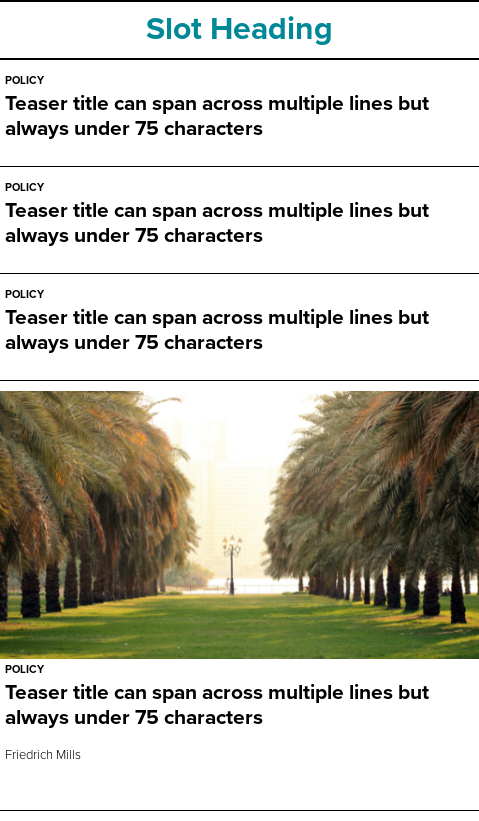 Slot Heading
POLICY
Teaser title can span across multiple lines but
always under 75 characters
POLICY
Teaser title can span across multiple lines but
always under 75 characters
POLICY
Teaser title can span across multiple lines but
always under 75 characters
POLICY
Teaser title can span across multiple lines but
always under 75 characters
Friedrich Mills